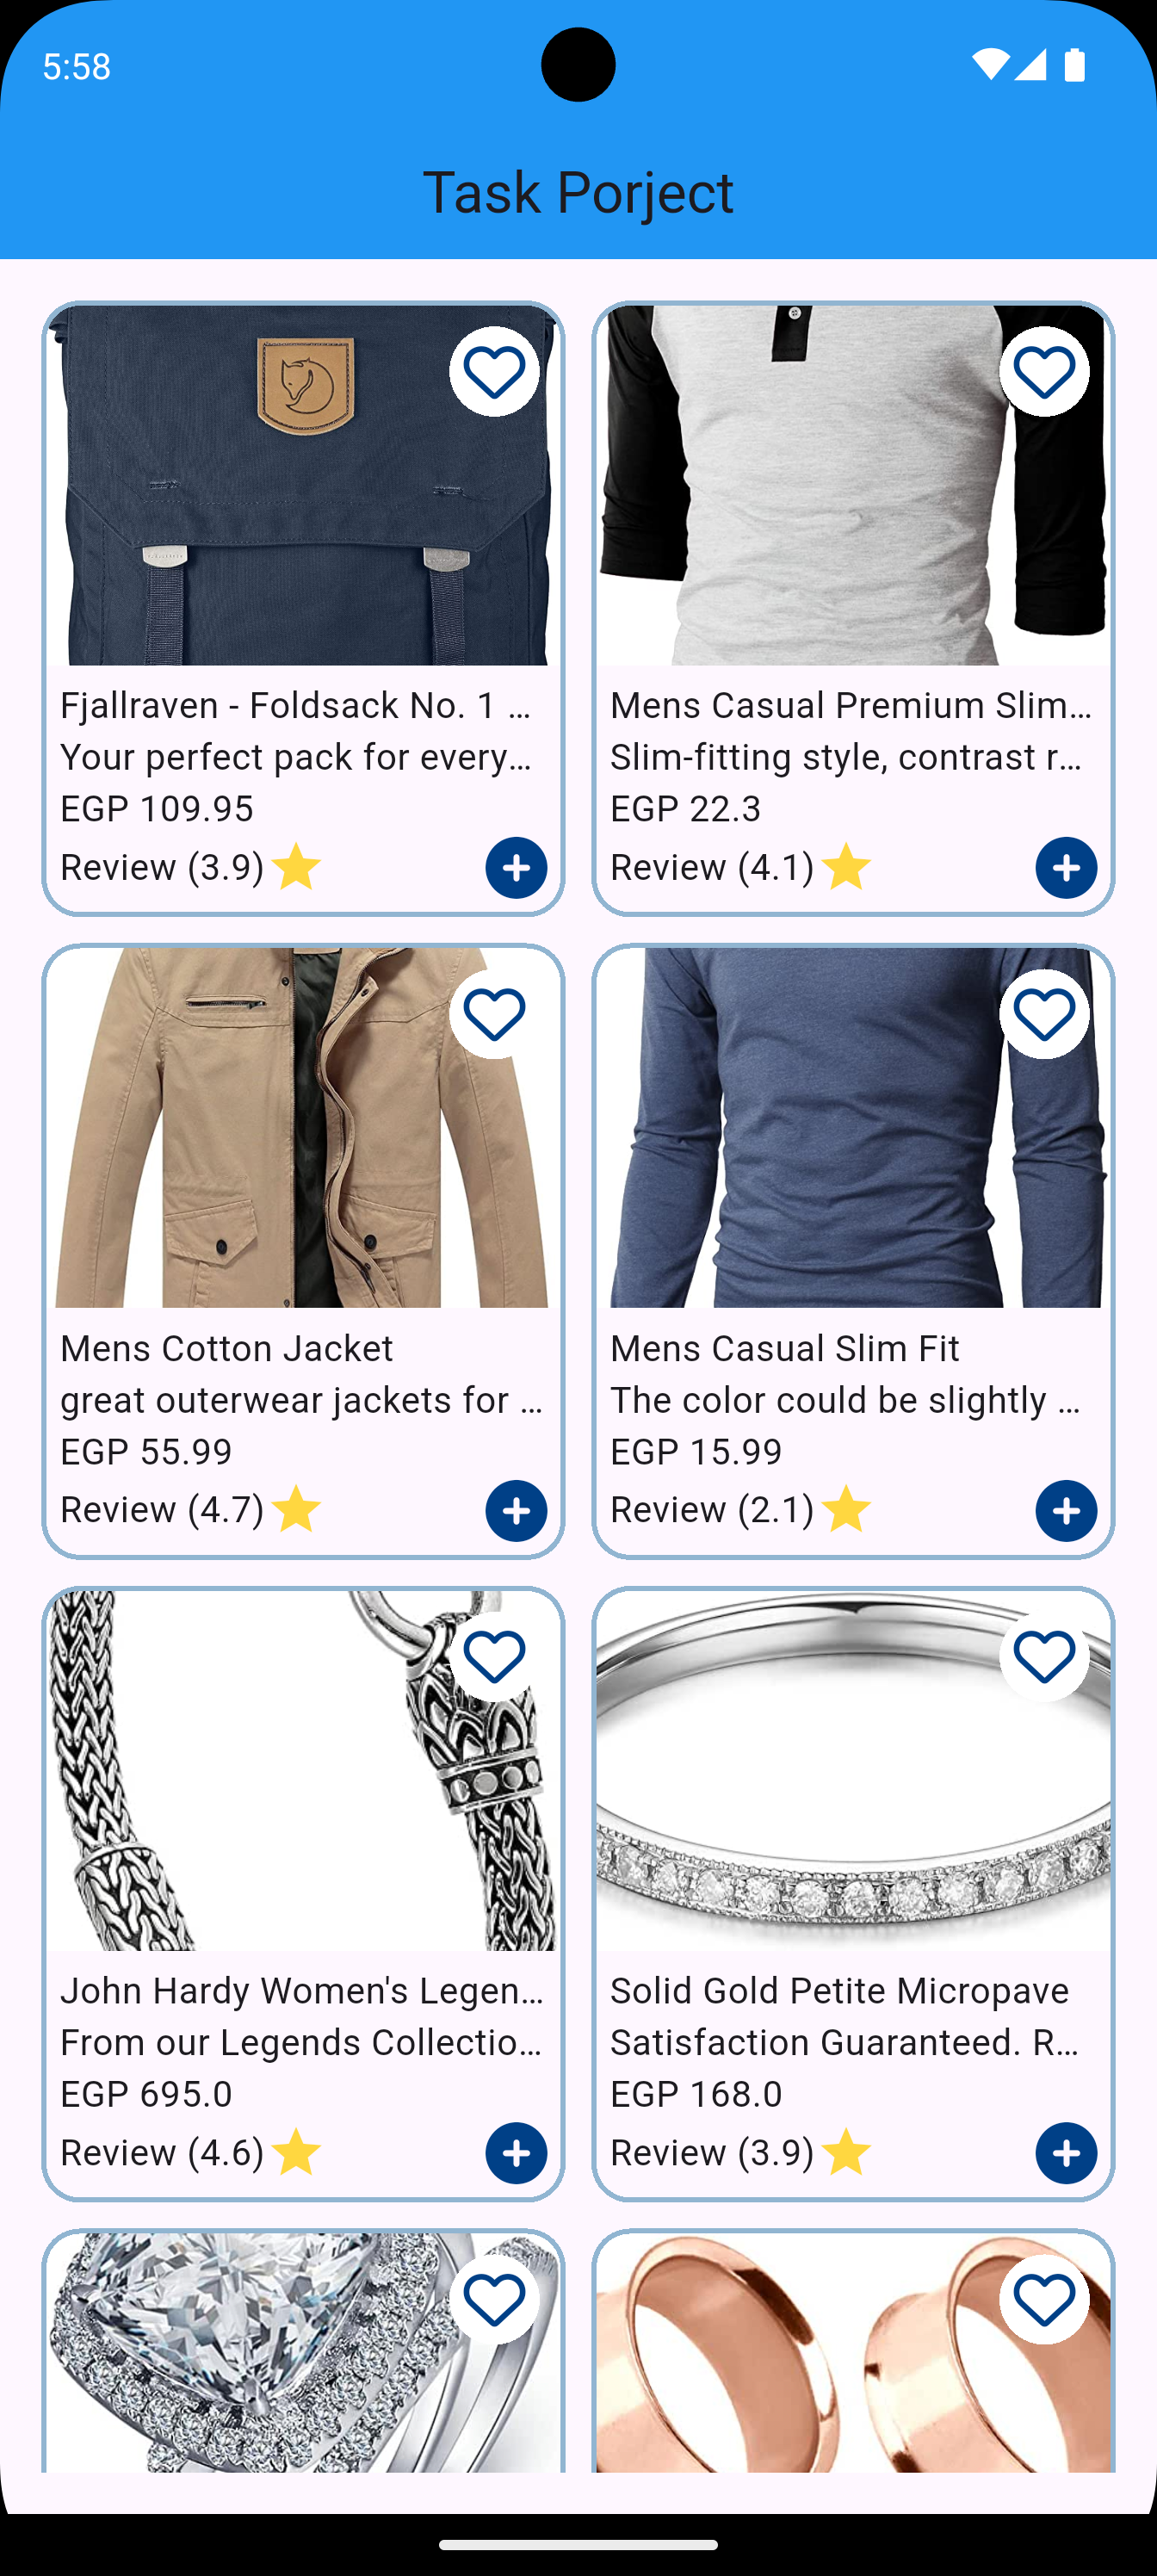 5:58
Task Porject
Fjallraven - Foldsack No. 1 ...
Your perfect pack for every...
EGP 109.95
Review (3.9)
Mens Casual Premium Slim...
Slim-fitting style, contrast r...
EGP 22.3
Review (4.1)
Mens Cotton Jacket
great outerwear jackets for ...
EGP 55.99
Review (4.7)
Mens Casual Slim Fit
The color could be slightly ...
EGP 15.99
Review (2.1)
John Hardy Women's Legen...
From our Legends Collectio...
EGP 695.0
Review (4.6)
Solid Gold Petite Micropave
Satisfaction Guaranteed. R...
EGP 168.0
Review (3.9)